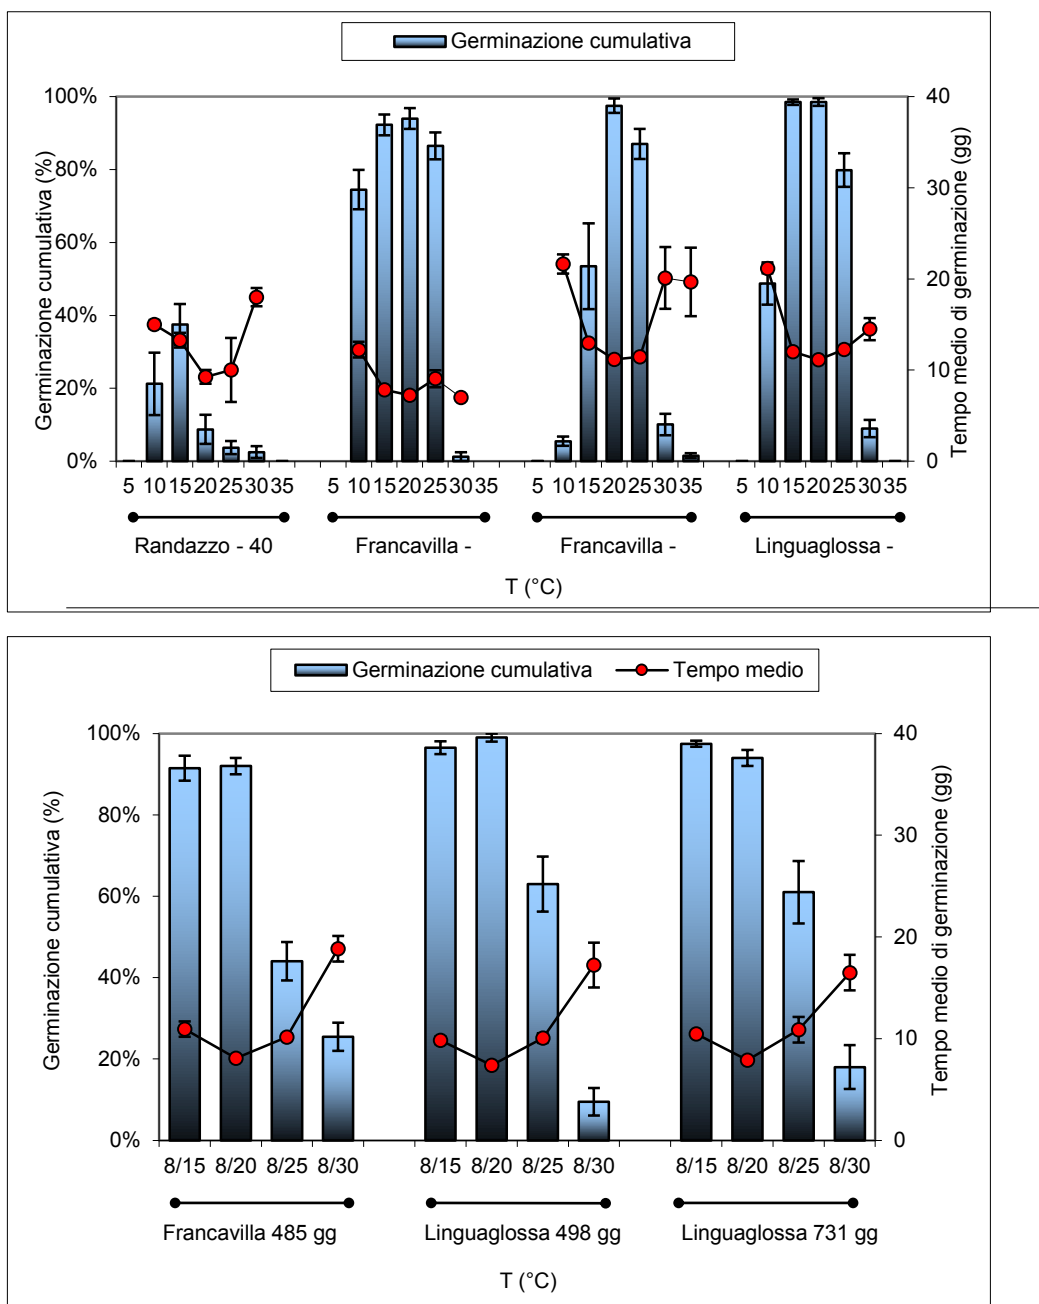 Germinazione cumulativa
Germinazione cumulativa (%)
100%
80%
60%
40%
20%
0%
40
30
20
10
0
Tempo medio di germinazione (gg)
5 10 15 20 25 30 35 5 10 15 20 25 30 35 5 10 15 20 25 30 35 5 10 15 20 25 30 35
Randazzo - 40 Francavilla - Francavilla - Linguaglossa -
T (°C)
Germinazione cumulativa Tempo medio
Germinazione cumulativa (%)
100%
80%
60%
40%
20%
0%
40
30
20
10
0
Tempo medio di germinazione (gg)
8/15 8/20 8/25 8/30 8/15 8/20 8/25 8/30 8/15 8/20 8/25 8/30
Francavilla 485 gg Linguaglossa 498 gg Linguaglossa 731 gg
T (°C)